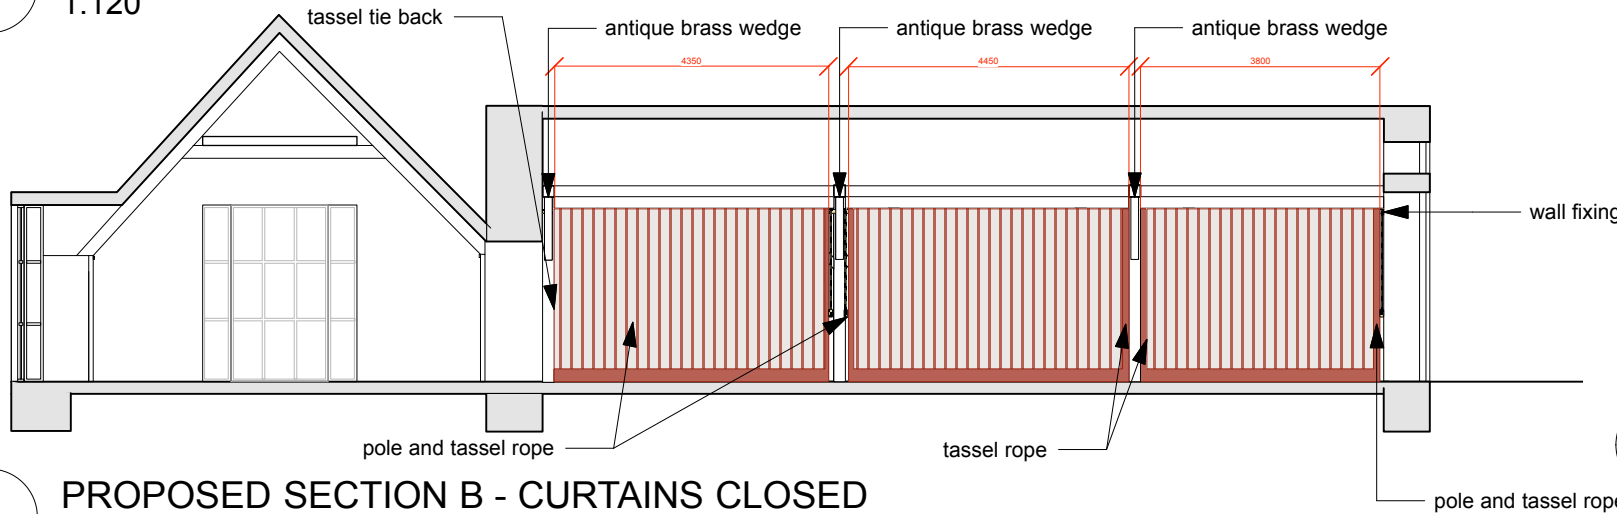 1:120
tassel tie back
antique brass wedge
antique brass wedge
antique brass wedge
4350
4450
3800
wall fixing
pole and tassel rope
tassel rope
pole and tassel rope
PROPOSED SECTION B - CURTAINS CLOSED